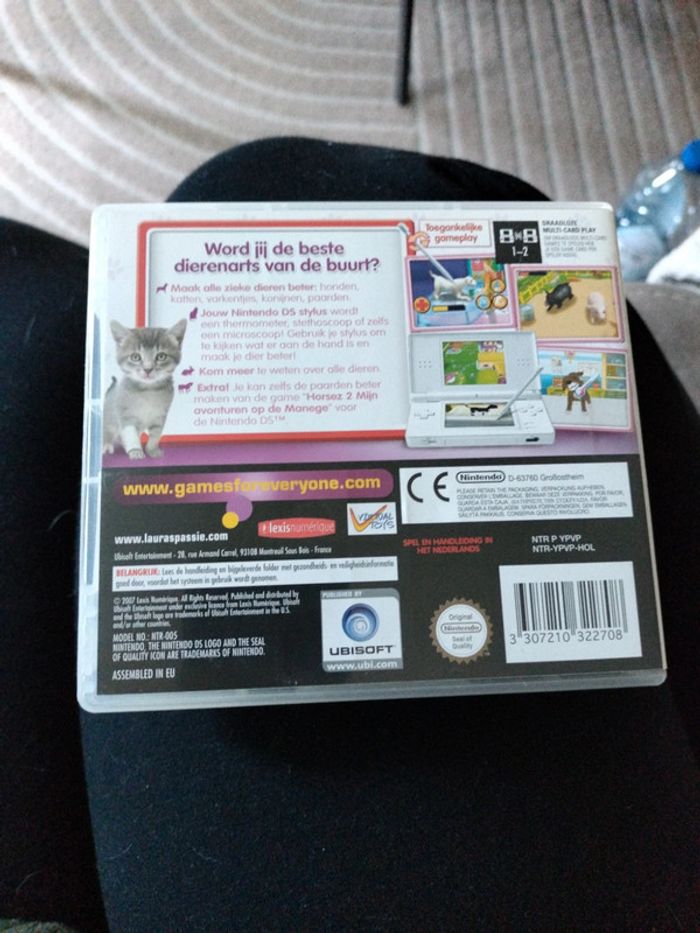 Word jij de beste
dierenarts van de buurt?
Maak alle zieke dieren beter: honden,
katten, varkentjes, konijnen, paarden.
Jouw Nintendo DS stylus wordt
een thermometer, stethoscoop of zelfs
een microscoop! Gebruik je stylus om
te kijken wat er aan de hand is en
maak je dier beter!
Kom meer te weten over alle dieren.
Extra! Je kan zelfs de paarden beter
maken van de game "Horsez 2 Mijn
avonturen op de Manege" voor
de Nintendo DS™
Toegankelijke
gameplay
1-2
DRAADLOZE
MULTI-CARD PLAY
www.gamesforeveryone.com
www.lauraspassie.com
lexisnumérique
VIRTUAL
TOYS
Ubisoft Entertainment - 28, rue Armand Carrel, 93108 Montreuil Sous Bois - France
BELANGRIJK: Lees de handleiding en bijgeleverde folder met gezondheids- en veiligheidsinformatie
goed door, voordat het systeem in gebruik wordt genomen.
© 2007 Lexis Numérique. All Rights Reserved. Published and distributed by
Ubisoft Entertainment under exclusive licence from Lexis Numérique. Ubisoft
and the Ubisoft logo are trademarks of Ubisoft Entertainment in the U.S.
and/or other countries.
MODEL NO.: NTR-005
NINTENDO, THE NINTENDO DS LOGO AND THE SEAL
OF QUALITY ICON ARE TRADEMARKS OF NINTENDO.
ASSEMBLED IN EU
PUBLISHED BY
UBISOFT
www.ubi.com
CE
Nintendo D-63760 Großostheim
PLEASE RETAIN THE PACKAGING. VERPACKUNG AUFHEBEN.
SPEL EN HANDLEIDING IN
HET NEDERLANDS
NTR P YPVP
NTR-YPVP-HOL
Original
Nintendo
Seal of
Quality
3 307210 322708